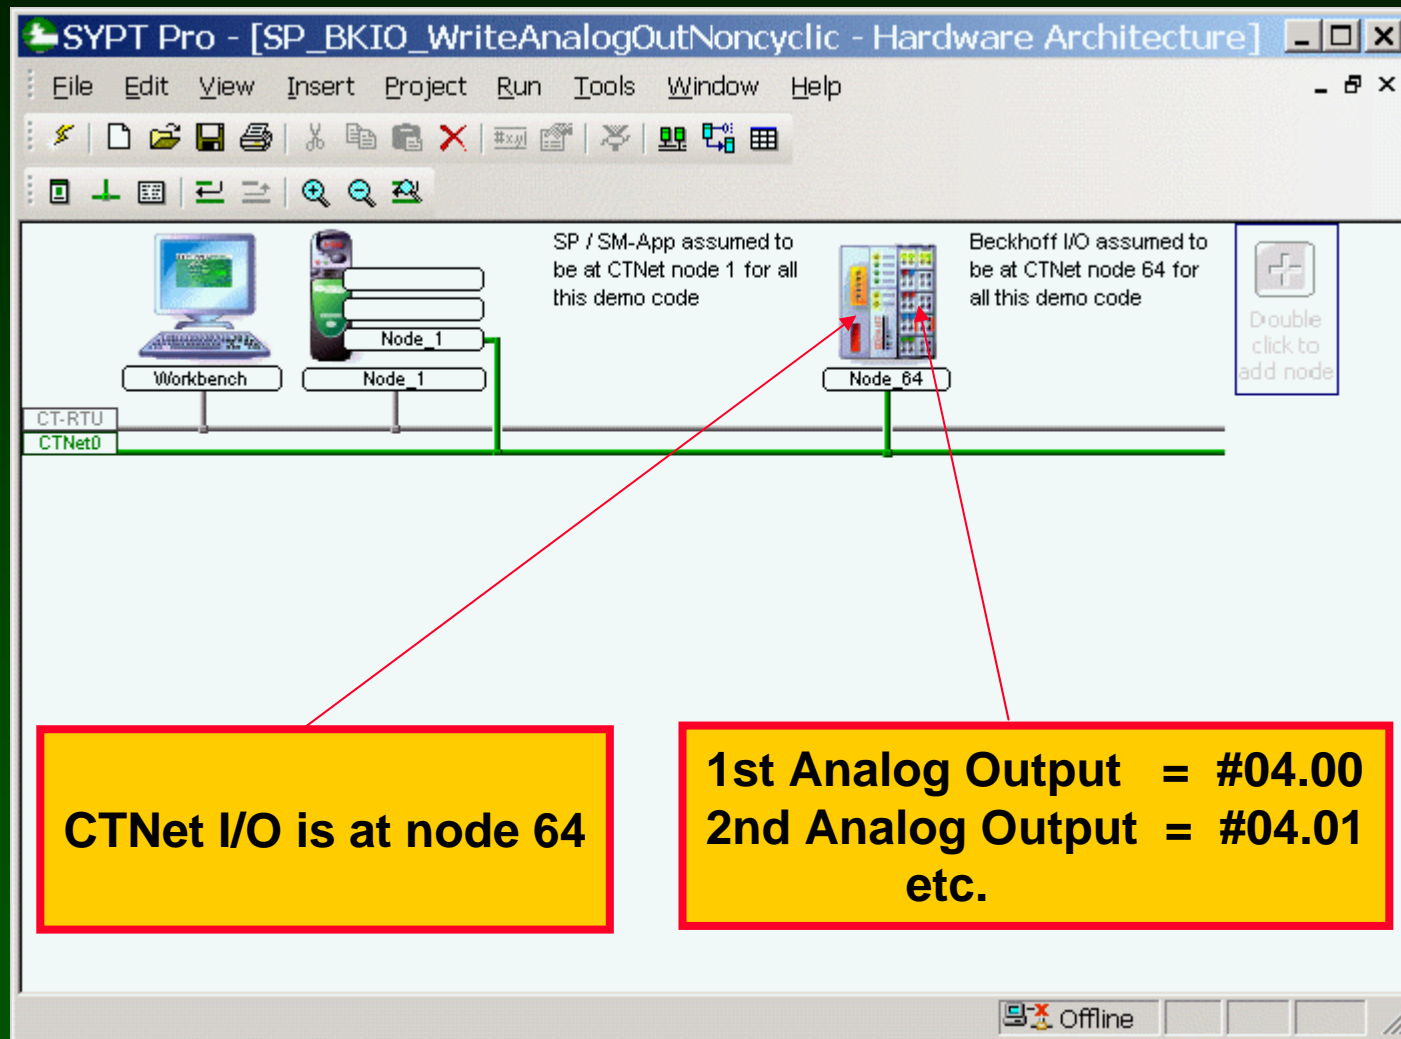 SYPT Pro - [SP_BKIO_WriteAnalogOutNoncyclic - Hardware Architecture]
File Edit View Insert Project Run Tools Window Help
#xy
SP / SM-App assumed to
be at CTNet node 1 for all
this demo code
Beckhoff I/O assumed to
be at CTNet node 64 for
all this demo code
Double
click to
add node
Node_1
Workbench
Node_1
Node_64
CT-RTU
CTNet0
CTNet I/O is at node 64
1st Analog Output = #04.00
2nd Analog Output = #04.01
etc.
Offline